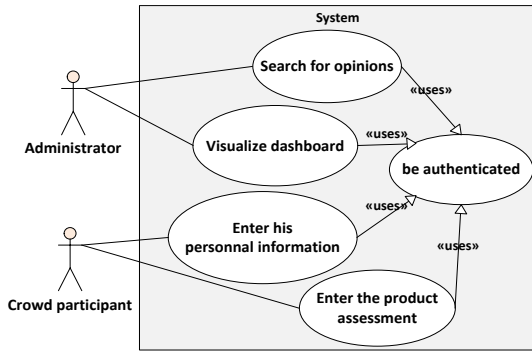 System
Search for opinions
«uses»
Administrator
Visualize dashboard
«uses»
be authenticated
Enter his
personnal information
«uses»
«uses»
Crowd participant
Enter the product
assessment